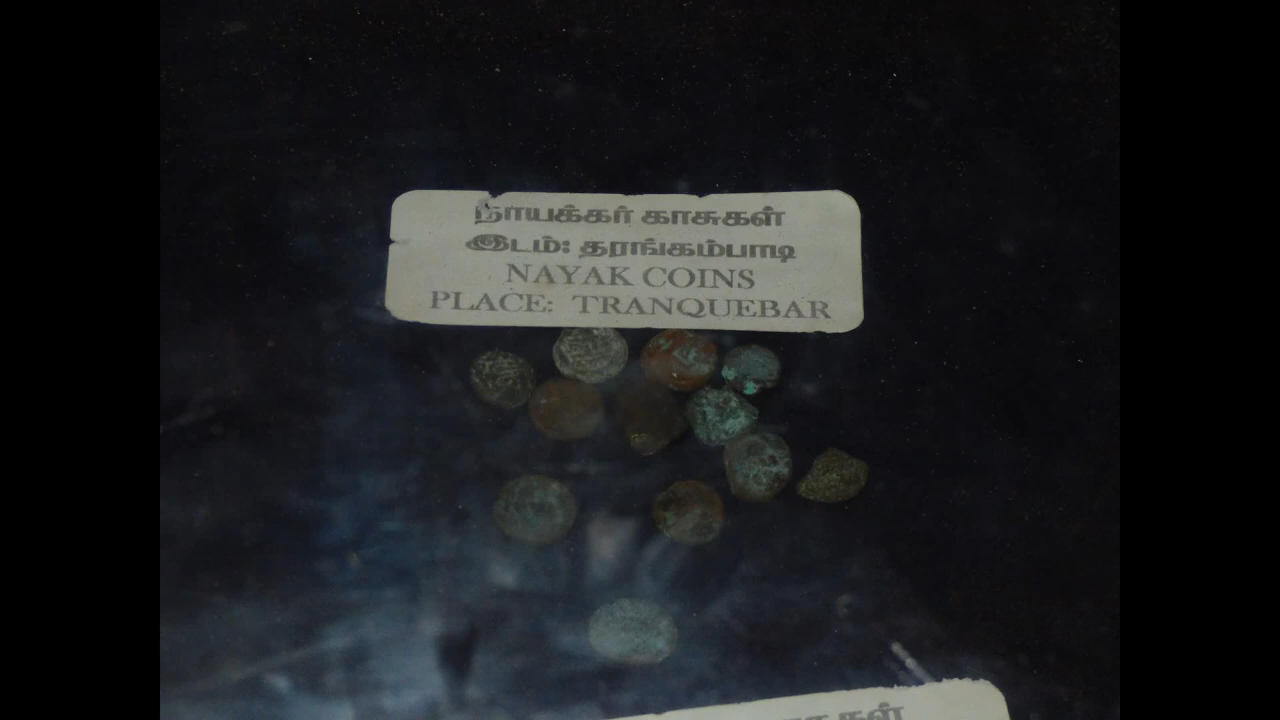 நாயக்கர் காசுகள்
இடம்: தரங்கம்பாடி
NAYAK COINS
PLACE: TRANQUEBAR